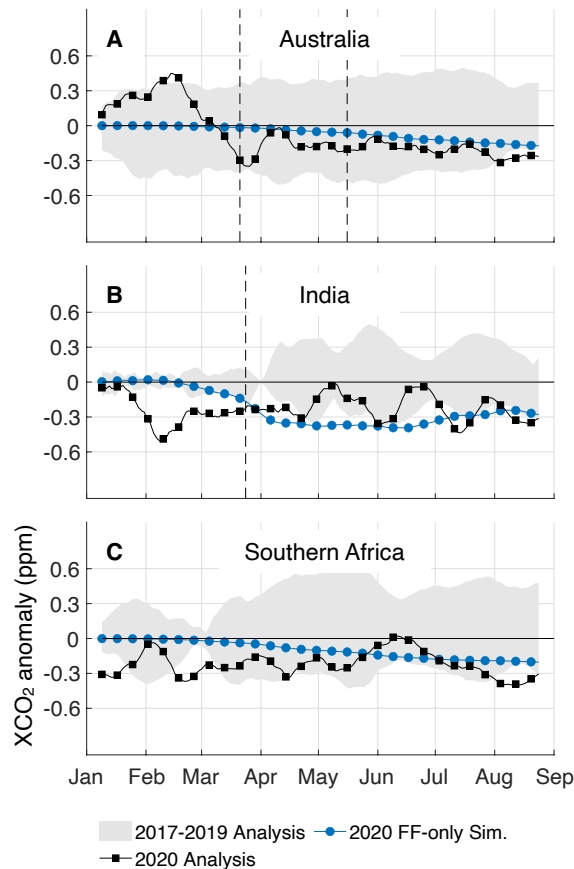 A Australia
0.6
0.3
0
-0.3
-0.6
B India
0.6
0.3
0
-0.3
-0.6
C Southern Africa
0.6
0.3
0
-0.3
-0.6
XCO₂ anomaly (ppm)
Jan Feb Mar Apr May Jun Jul Aug Sep
2017-2019 Analysis 2020 FF-only Sim.
2020 Analysis